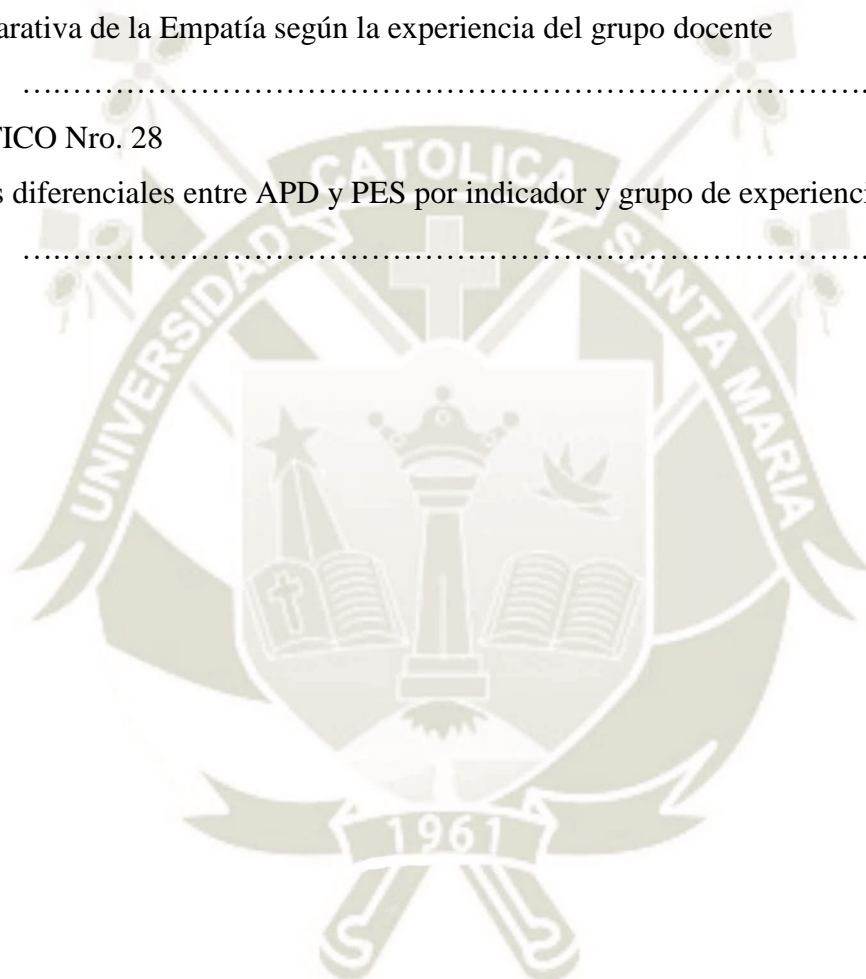 arativa de la Empatía según la experiencia del grupo docente
………………………………………………………………….
TICO Nro. 28
s diferenciales entre APD y PES por indicador y grupo de experienci
………………………………………………………………….
UNIVERSIDAD CATOLICA SANTA MARIA
1961